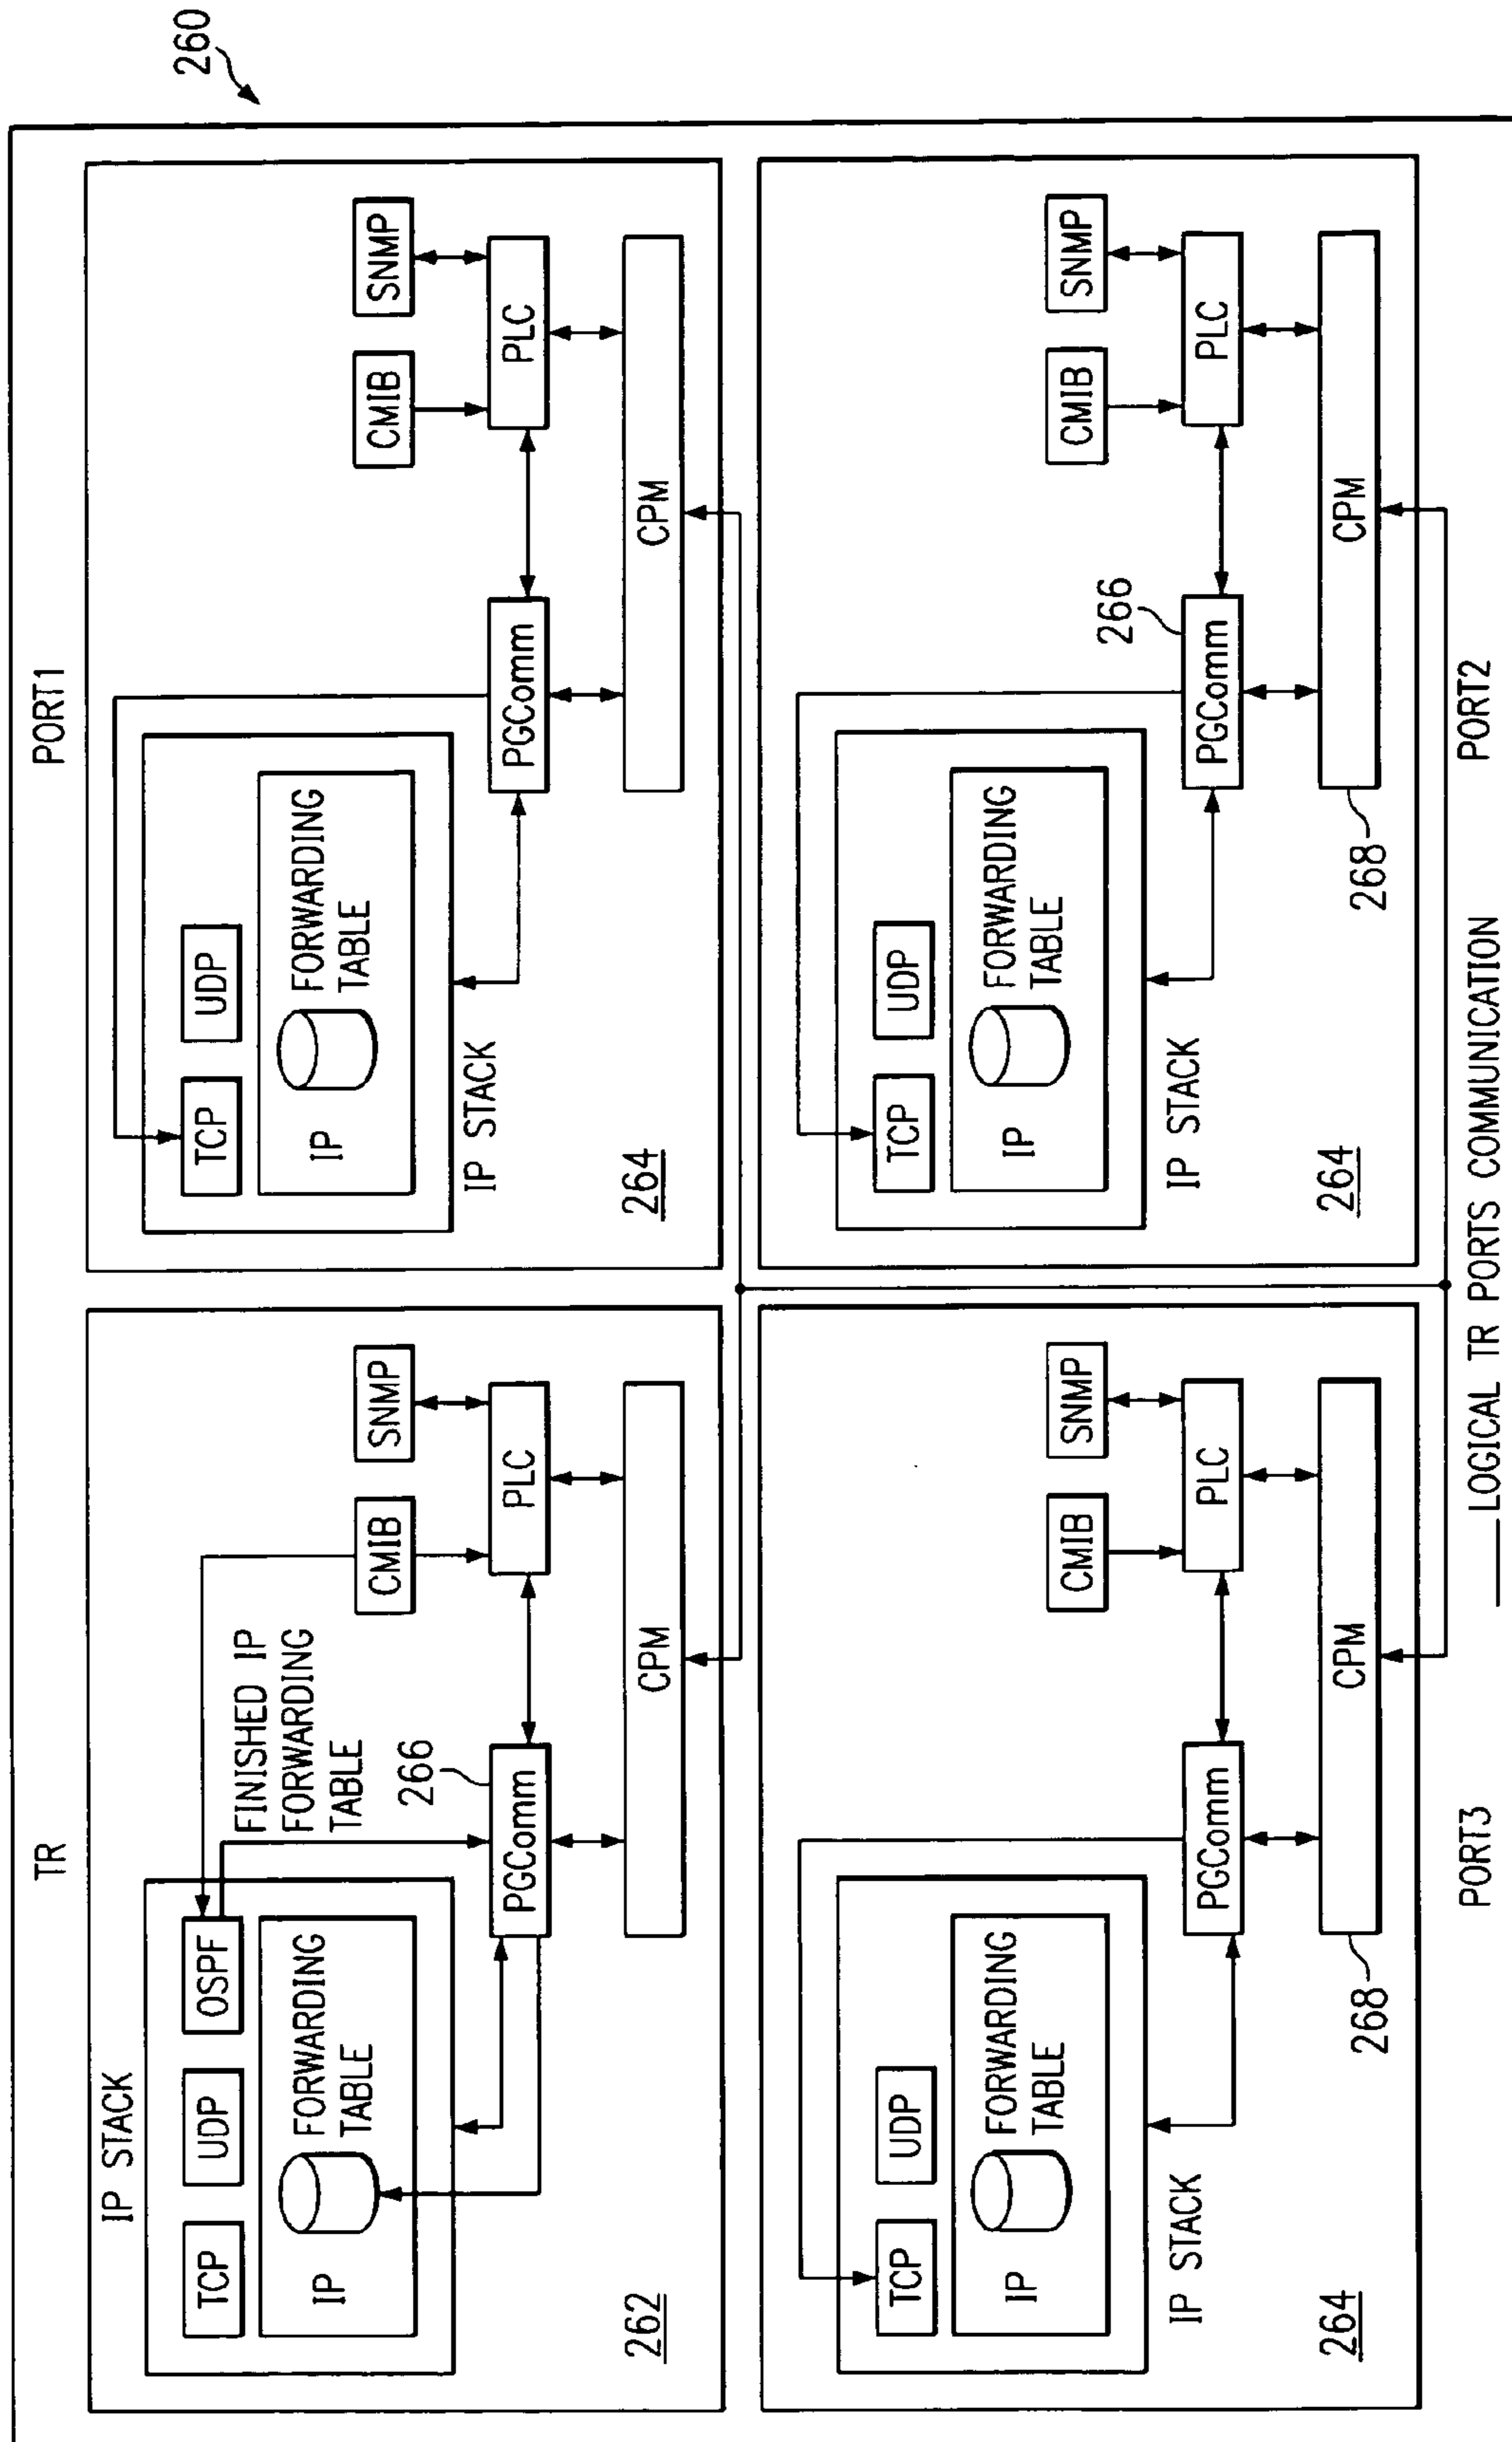 260
TR
IP STACK
TCP
UDP
OSPF
FINISHED IP
FORWARDING
TABLE
CMIB
SNMP
IP
FORWARDING
TABLE
266
PGComm
PLC
CPM
262
PORT1
TCP
UDP
CMIB
SNMP
IP
FORWARDING
TABLE
IP STACK
PGComm
PLC
CPM
264
TCP
UDP
CMIB
SNMP
IP
FORWARDING
TABLE
IP STACK
PGComm
PLC
CPM
264
268
PORT3
TCP
UDP
CMIB
SNMP
IP
FORWARDING
TABLE
IP STACK
266
PGComm
PLC
CPM
264
268
PORT2
LOGICAL TR PORTS COMMUNICATION